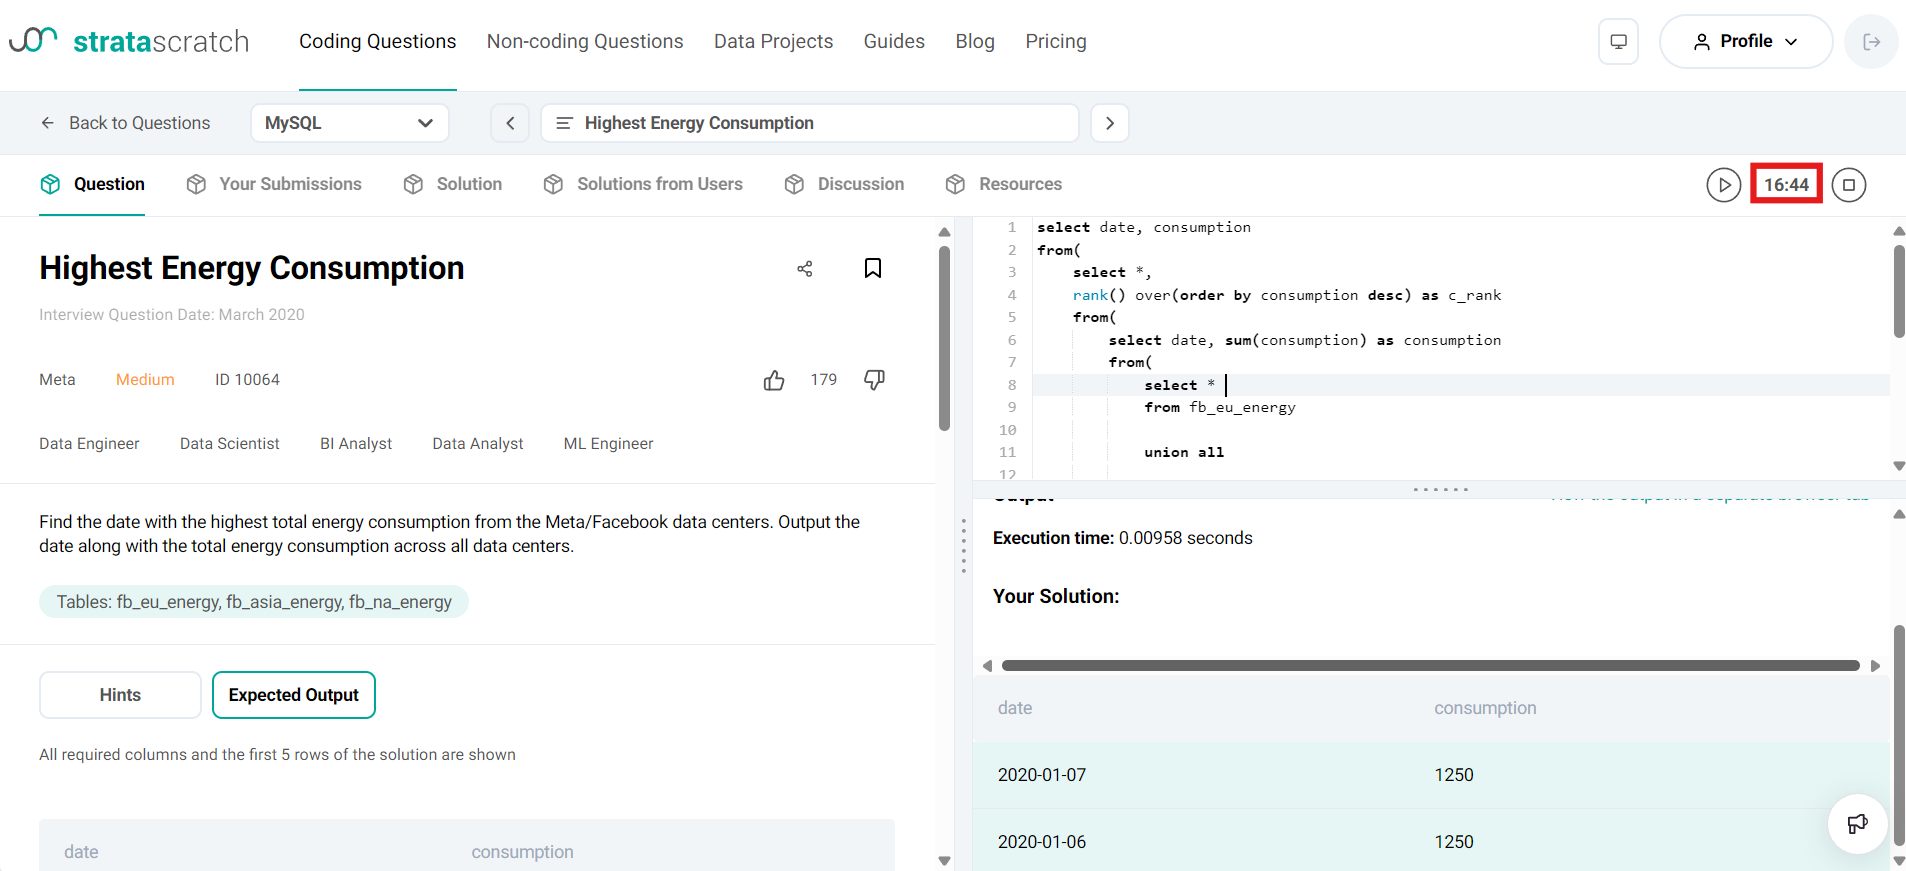 stratascratch
Coding Questions Non-coding Questions Data Projects Guides Blog Pricing
Profile
Back to Questions
MySQL
Highest Energy Consumption
Question Your Submissions Solution Solutions from Users Discussion Resources
16:44
Highest Energy Consumption
Interview Question Date: March 2020
Meta Medium ID 10064
179
Data Engineer Data Scientist BI Analyst Data Analyst ML Engineer
Find the date with the highest total energy consumption from the Meta/Facebook data centers. Output the
date along with the total energy consumption across all data centers.
Tables: fb_eu_energy, fb_asia_energy, fb_na_energy
Hints Expected Output
All required columns and the first 5 rows of the solution are shown
date consumption
1 select date, consumption
2 from(
3 select *,
4 rank() over(order by consumption desc) as c_rank
5 from(
6 select date, sum(consumption) as consumption
7 from(
8 select *
9 from fb_eu_energy
10
11 union all
12
Output View the output in a separate browser tab
Execution time: 0.00958 seconds
Your Solution:
date consumption
2020-01-07 1250
2020-01-06 1250